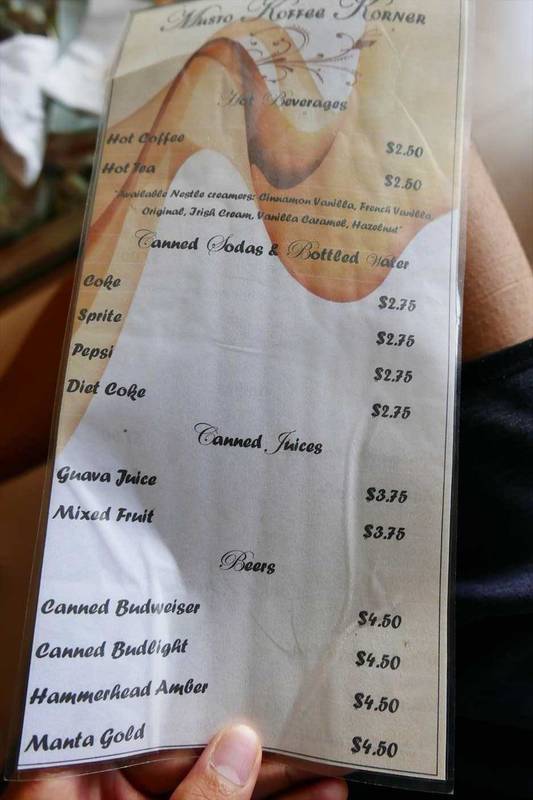 Musto Koffee Korner
Hot Beverages
Hot Coffee $2.50
Hot Tea $2.50
"Available Nestle creamers: Cinnamon Vanilla, French Vanilla,
Original, Irish Cream, Vanilla Caramel, Hazelnut"
Canned Sodas & Bottled Water
Coke $2.75
Sprite $2.75
Pepsi $2.75
Diet Coke $2.75
Canned Juices
Guava Juice $3.75
Mixed Fruit $3.75
Beers
Canned Budweiser $4.50
Canned Budlight $4.50
Hammerhead Amber $4.50
Manta Gold $4.50